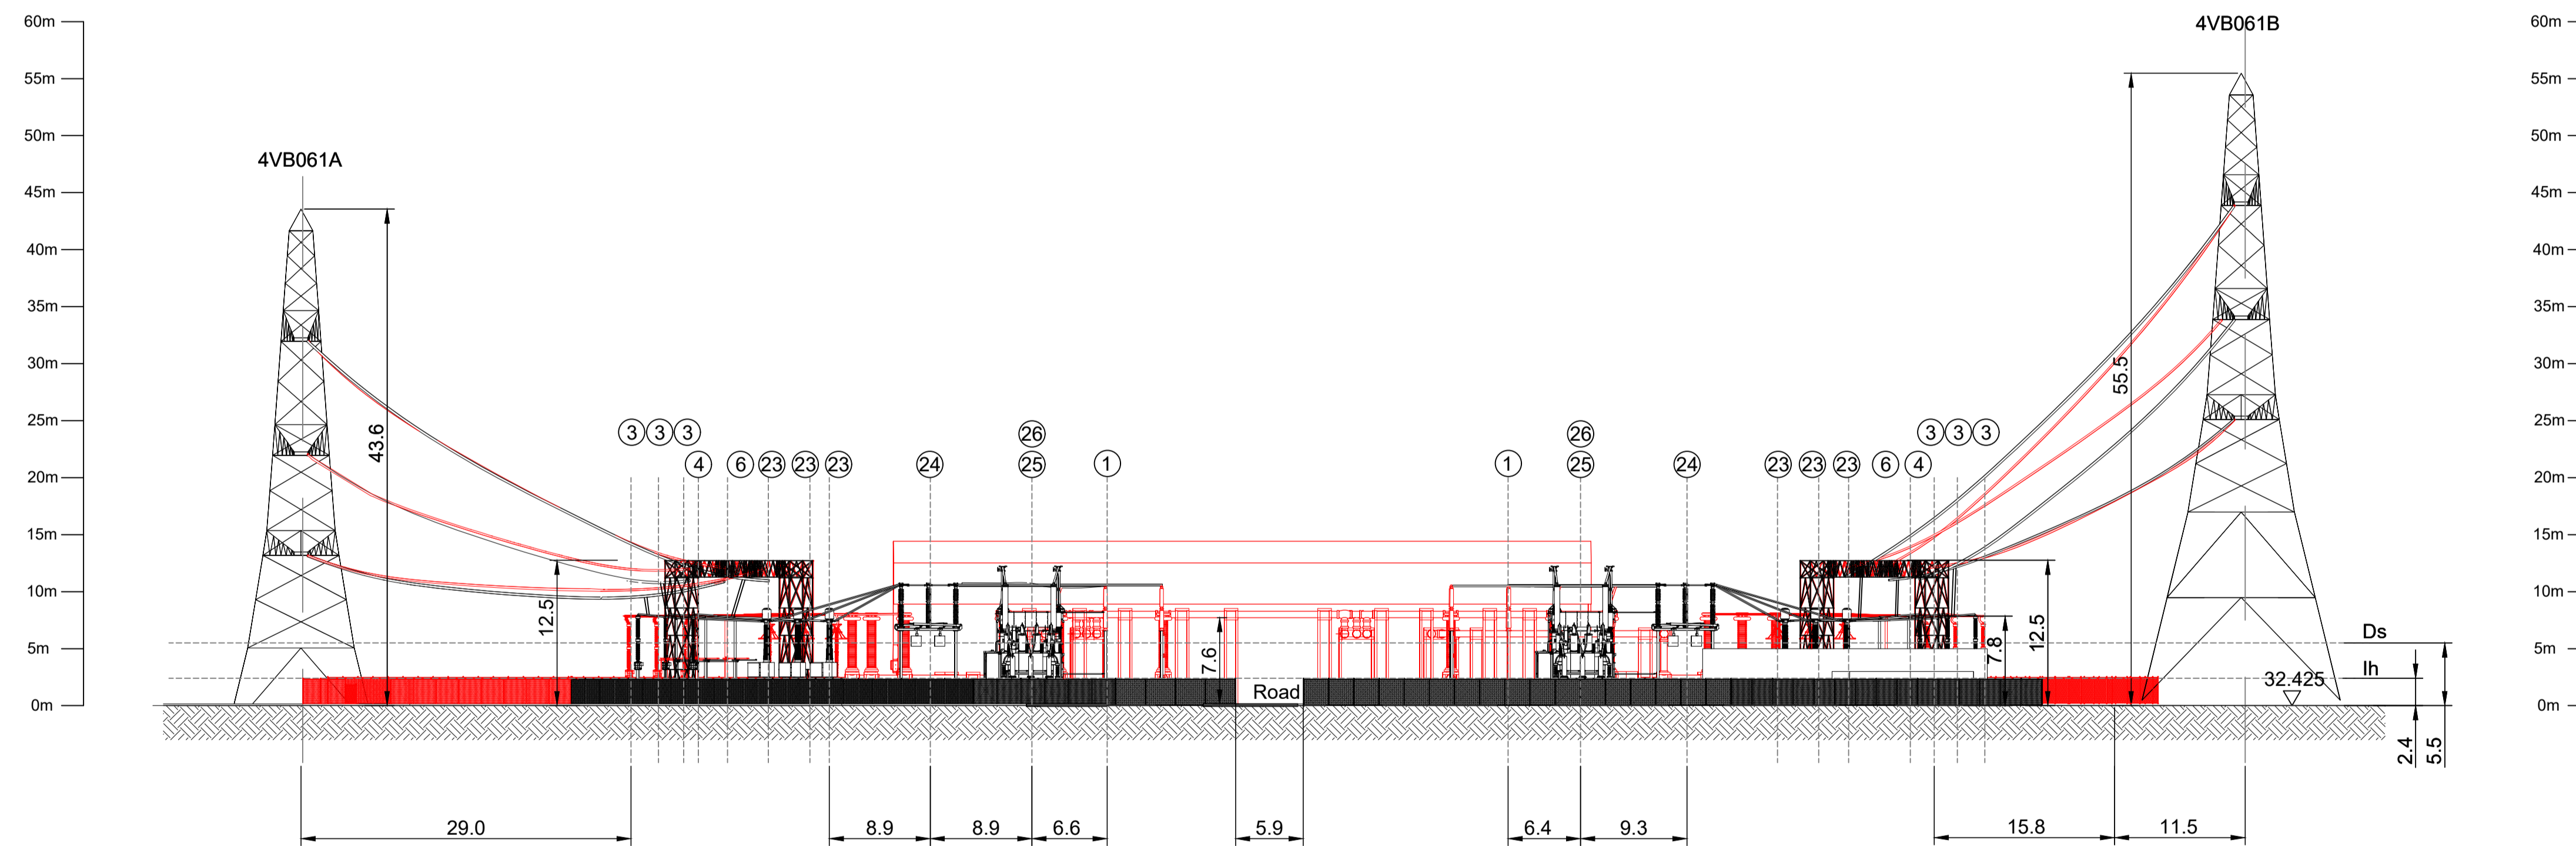 60m
55m
50m
45m
40m
35m
30m
25m
20m
15m
10m
5m
0m
4VB061A
43.6
12.5
3 3 3
4 6 23 23 23 24
26
25
1
7.6
Road
1
26
25
24 23 23 23 6 4
3 3 3
7.8
12.5
55.5
4VB061B
32.425
Ds
Ih
2.4
5.5
60m
55m
50m
45m
40m
35m
30m
25m
20m
15m
10m
5m
0m
29.0 8.9 8.9 6.6 5.9 6.4 9.3 15.8 11.5